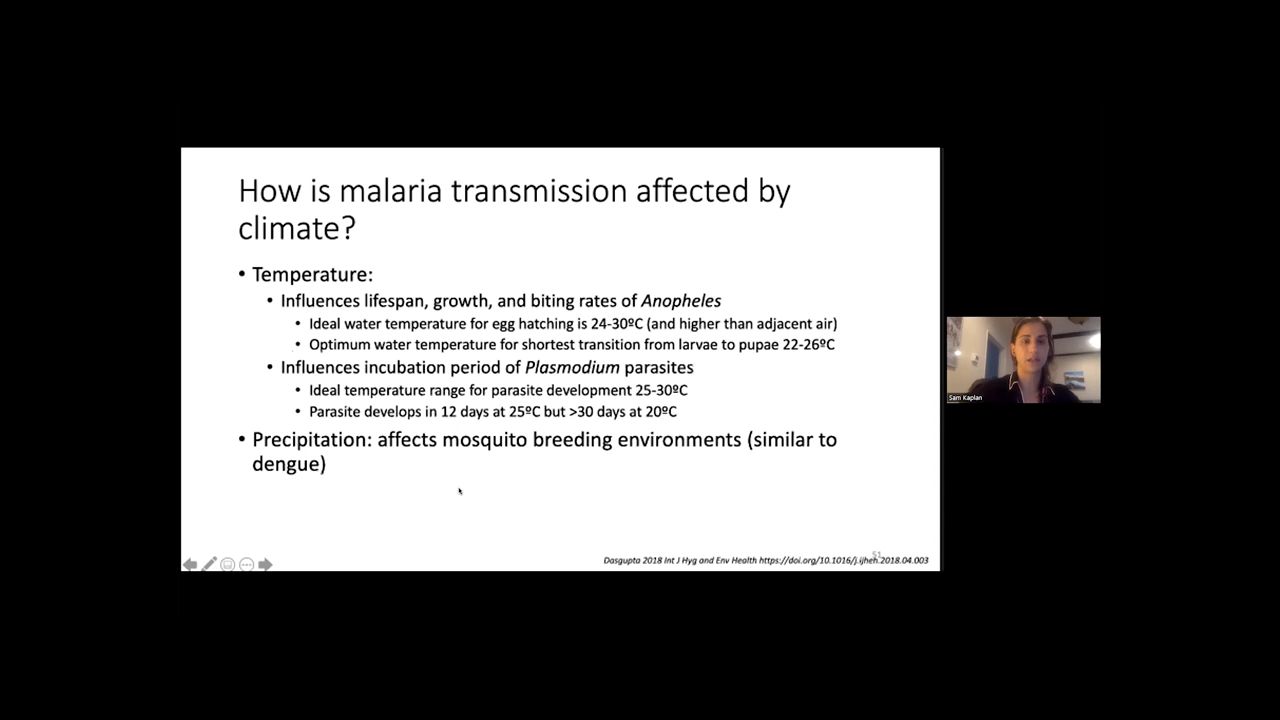 How is malaria transmission affected by
climate?
• Temperature:
• Influences lifespan, growth, and biting rates of Anopheles
• Ideal water temperature for egg hatching is 24-30ºC (and higher than adjacent air)
• Optimum water temperature for shortest transition from larvae to pupae 22-26ºC
• Influences incubation period of Plasmodium parasites
• Ideal temperature range for parasite development 25-30ºC
• Parasite develops in 12 days at 25ºC but >30 days at 20ºC
• Precipitation: affects mosquito breeding environments (similar to
dengue)
51
Dasgupta 2018 Int J Hyg and Env Health https://doi.org/10.1016/j.ijheh.2018.04.003
Sam Kaplan